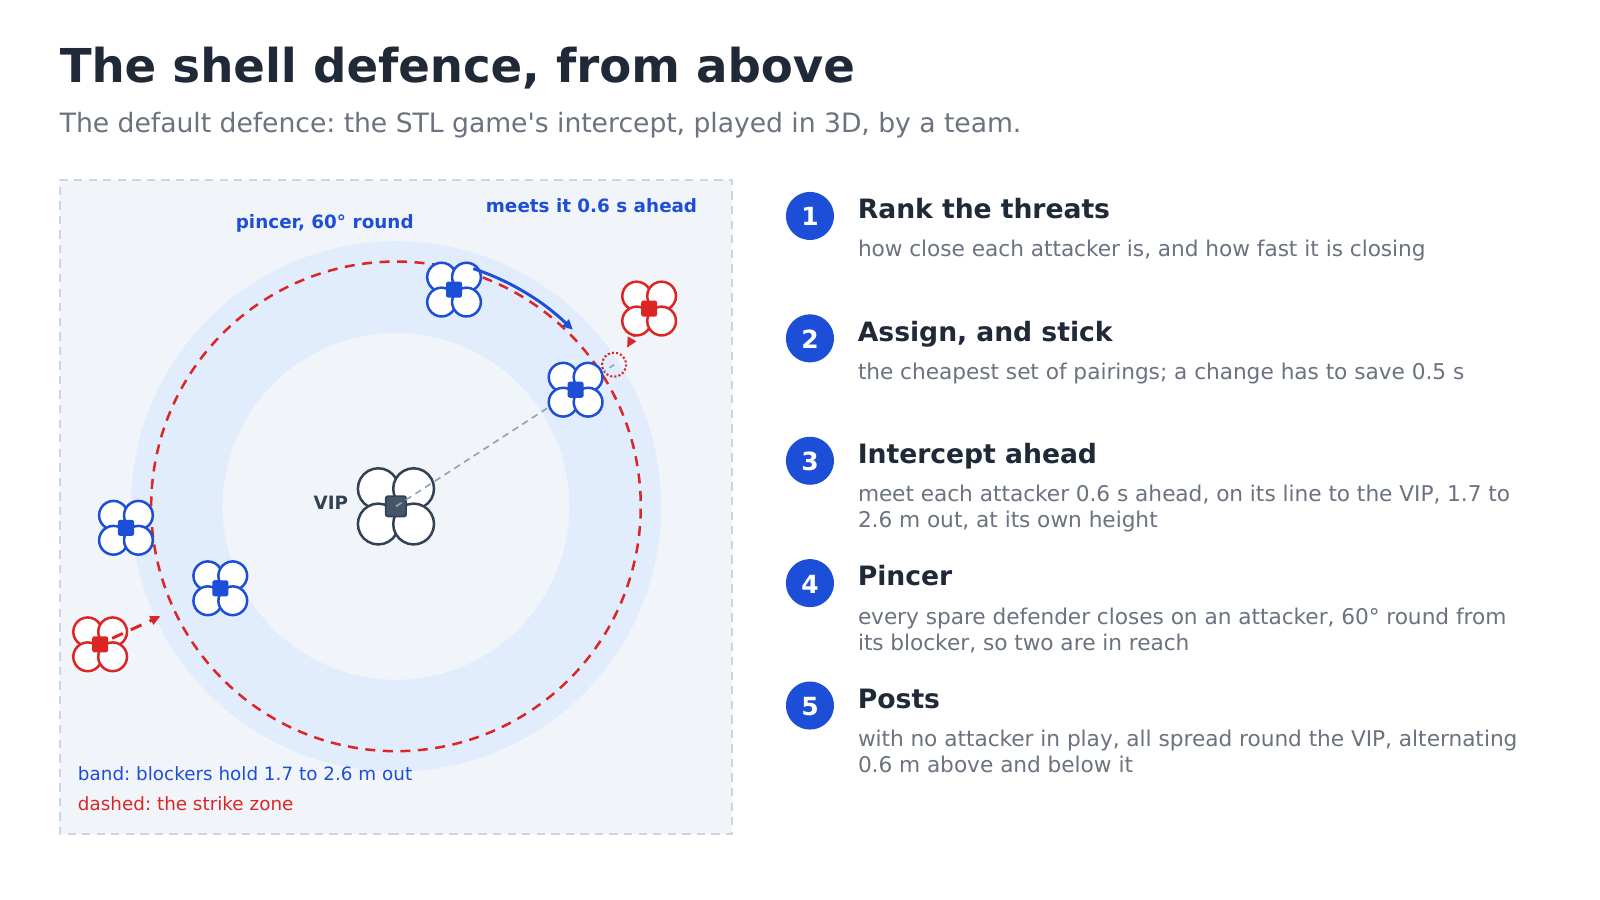 The shell defence, from above
The default defence: the STL game's intercept, played in 3D, by a team.
pincer, 60° round
meets it 0.6 s ahead
VIP
band: blockers hold 1.7 to 2.6 m out
dashed: the strike zone
1
Rank the threats
how close each attacker is, and how fast it is closing
2
Assign, and stick
the cheapest set of pairings; a change has to save 0.5 s
3
Intercept ahead
meet each attacker 0.6 s ahead, on its line to the VIP, 1.7 to
2.6 m out, at its own height
4
Pincer
every spare defender closes on an attacker, 60° round from
its blocker, so two are in reach
5
Posts
with no attacker in play, all spread round the VIP, alternating
0.6 m above and below it